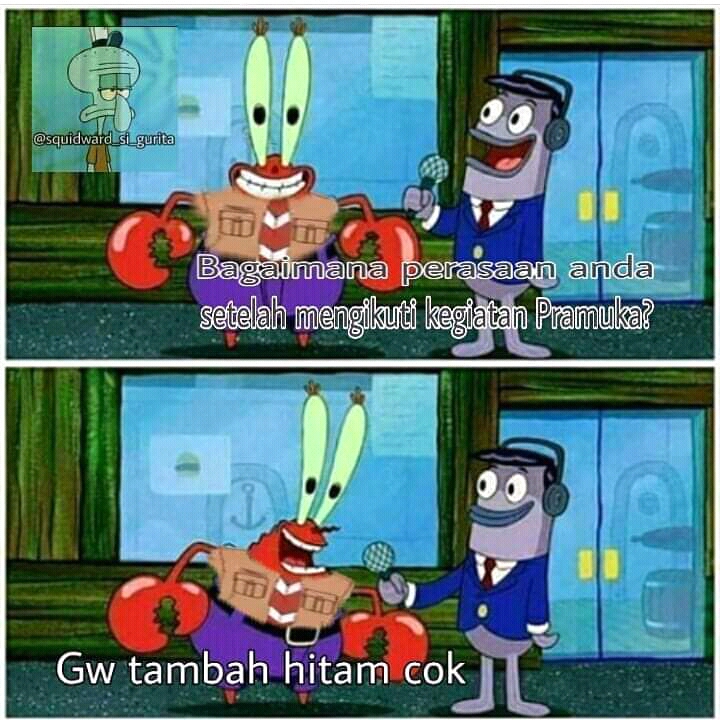 @squidward_si_gurita
Bagaimana perasaan anda
setelah mengikuti kegiatan Pramuka?
Gw tambah hitam cok